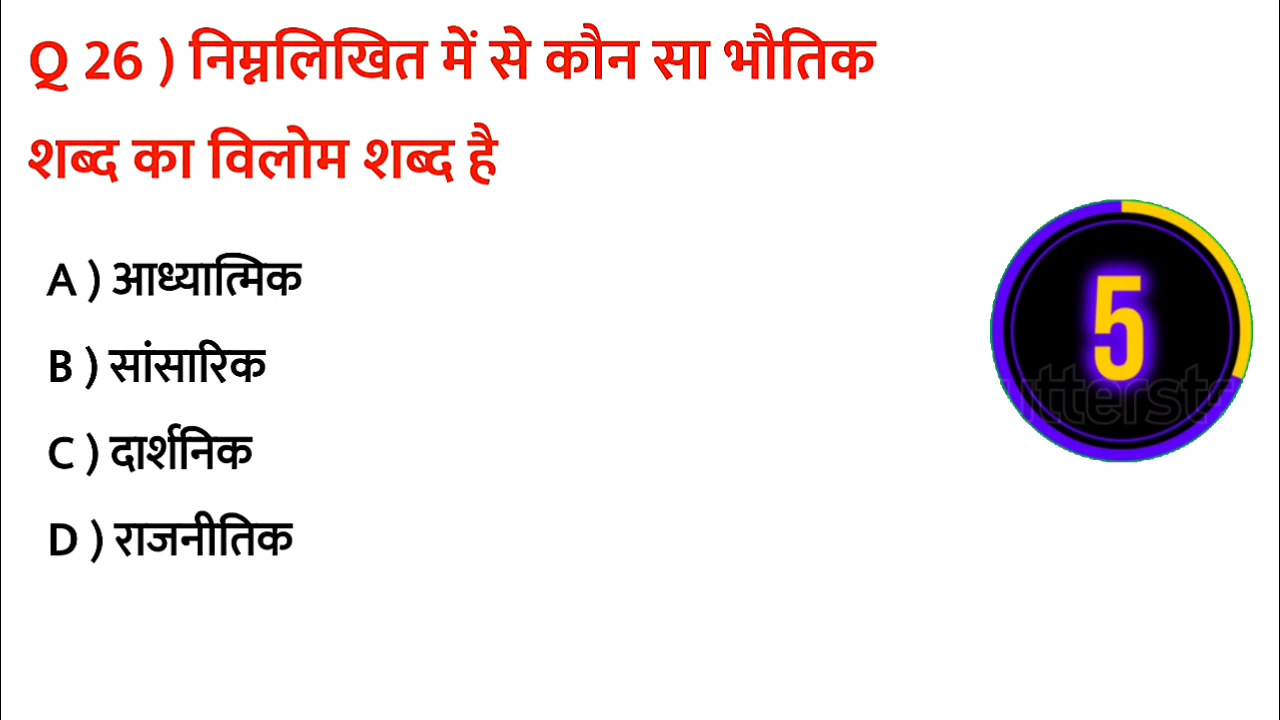 Q 26 ) निम्नलिखित में से कौन सा भौतिक
शब्द का विलोम शब्द है
A ) आध्यात्मिक
B ) सांसारिक
C ) दार्शनिक
D ) राजनीतिक
5